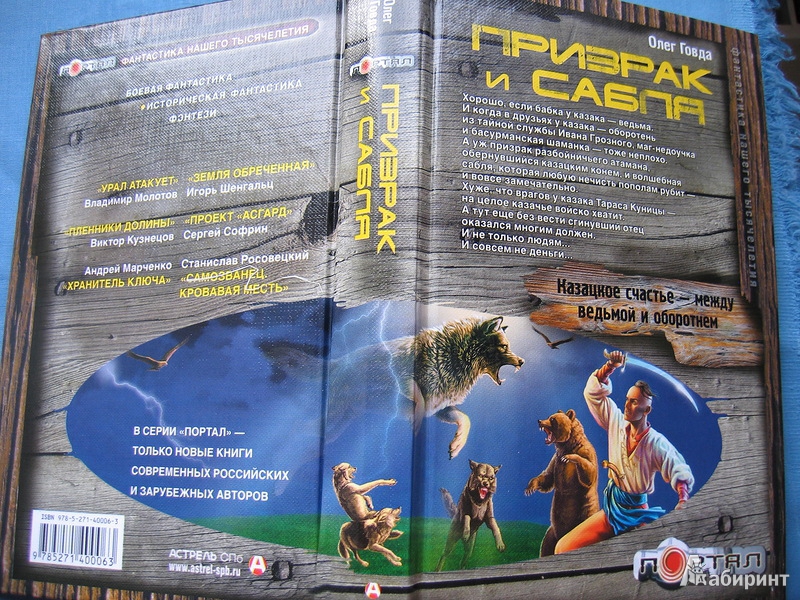 ПОРТАЛ ФАНТАСТИКА НАШЕГО ТЫСЯЧЕЛЕТИЯ
БОЕВАЯ ФАНТАСТИКА
•ИСТОРИЧЕСКАЯ ФАНТАСТИКА
ФЭНТЕЗИ
"УРАЛ АТАКУЕТ"
Владимир Молотов
"ЗЕМЛЯ ОБРЕЧЕННАЯ"
Игорь Шенгальц
"ПЛЕННИКИ ДОЛИНЫ"
Виктор Кузнецов
"ПРОЕКТ "АСГАРД"
Сергей Софрин
Андрей Марченко
"ХРАНИТЕЛЬ КЛЮЧА"
Станислав Росовецкий
"САМОЗВАНЕЦ.
КРОВАВАЯ МЕСТЬ"
В СЕРИИ «ПОРТАЛ» —
ТОЛЬКО НОВЫЕ КНИГИ
СОВРЕМЕННЫХ РОССИЙСКИХ
И ЗАРУБЕЖНЫХ АВТОРОВ
ISBN 978-5-271-40006-3
9 785271 400063
АСТРЕЛЬ СПб
www.astrel-spb.ru
А
Олег
Говда
ПОРТАЛ
ПРИЗРАК
И САБЛЯ
А
Олег Говда
ПРИЗРАК
И САБЛЯ
Хорошо, если бабка у казака — ведьма.
И когда в друзьях у казака — оборотень
из тайной службы Ивана Грозного, маг-недоучка
и басурманская шаманка — тоже неплохо.
А уж призрак разбойничьего атамана,
обернувшийся казацким конем, и волшебная
сабля, которая любую нечисть пополам рубит —
и вовсе замечательно.
Хуже, что врагов у казака Тараса Куницы —
на целое казачье войско хватит.
А тут еще без вести сгинувший отец
оказался многим должен.
И не только людям...
И совсем не деньги...
Казацкое счастье — между
ведьмой и оборотнем
фантастика нашего тысячелетия
ПОРТАЛ
Лабиринт